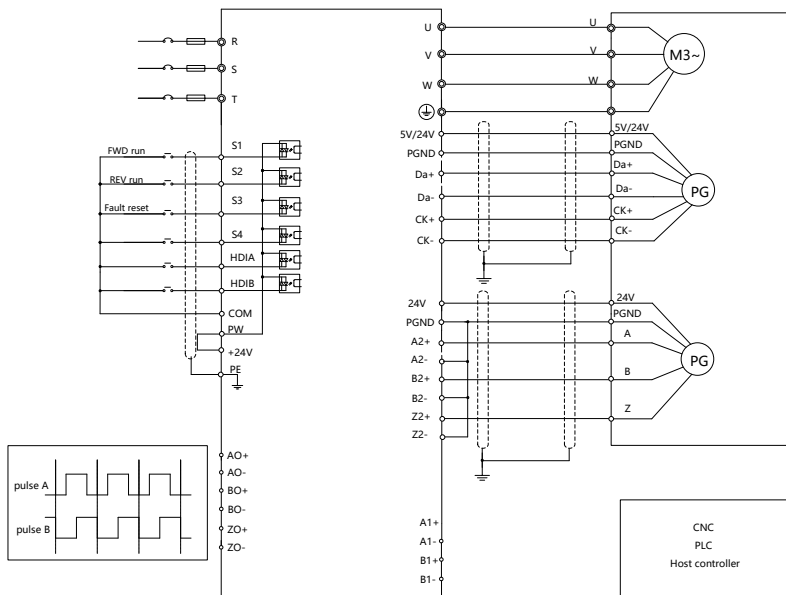 R
S
T
FWD run
S1
REV run
S2
Fault reset
S3
S4
HDIA
HDIB
COM
PW
+24V
PE
U
U
V
V
W
W
M3~
5V/24V
5V/24V
PGND
PGND
Da+
Da+
Da-
Da-
CK+
CK+
CK-
CK-
PG
24V
24V
PGND
PGND
A2+
A
A2-
B2+
B
B2-
Z2+
Z
Z2-
PG
pulse A
pulse B
AO+
AO-
BO+
BO-
ZO+
ZO-
A1+
A1-
B1+
B1-
CNC
PLC
Host controller